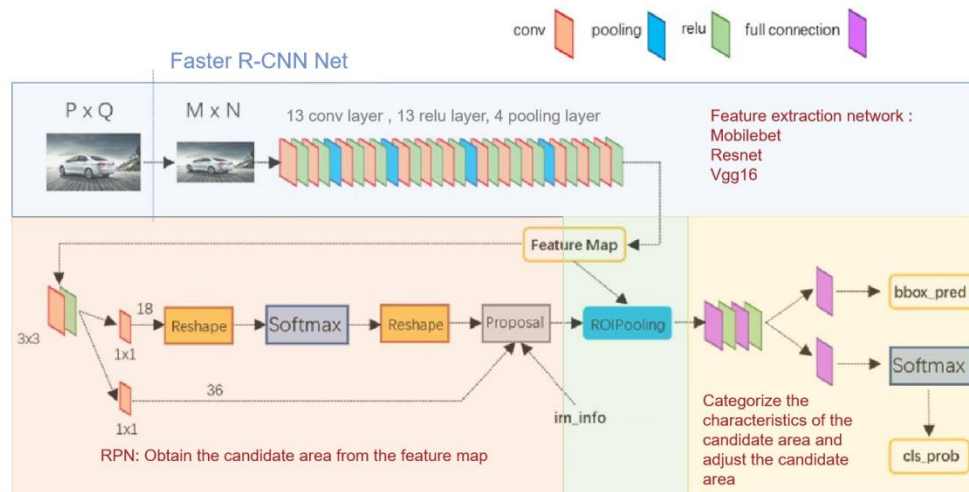 conv
pooling
relu
full connection
Faster R-CNN Net
P x Q
M x N
13 conv layer , 13 relu layer, 4 pooling layer
Feature extraction network :
Mobilebet
Resnet
Vgg16
Feature Map
3x3
18
1x1
Reshape
Softmax
Reshape
Proposal
ROIPooling
bbox_pred
Softmax
cls_prob
36
1x1
im_info
RPN: Obtain the candidate area from the feature map
Categorize the
characteristics of the
candidate area and
adjust the candidate
area